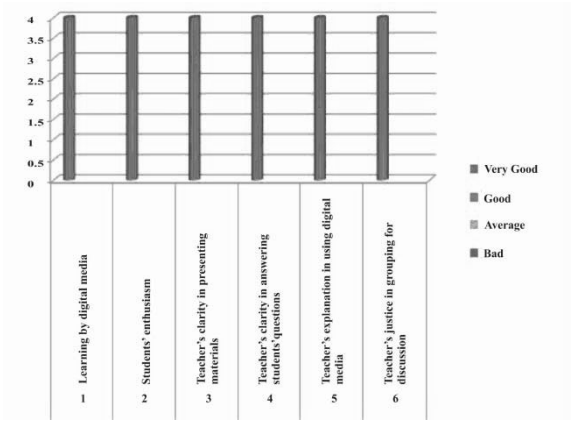 4
3.5
3
2.5
2
1.5
1
0.5
0
Very Good
Good
Average
Bad
Learning by digital media
Students' enthusiasm
Teacher's clarity in presenting
materials
Teacher's clarity in answering
students'questions
Teacher's explanation in using digital
media
Teacher's justice in grouping for
discussion
1
2
3
4
5
6